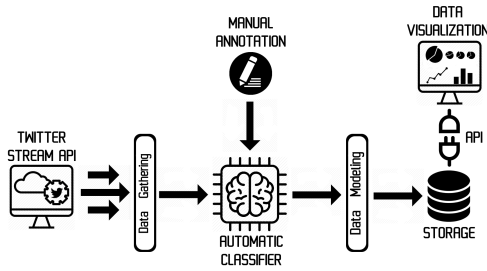 DATA
VISUALIZATION
MANUAL
ANNOTATION
API
TWITTER
STREAM API
Data Gathering
Data Modeling
AUTOMATIC
CLASSIFIER
STORAGE